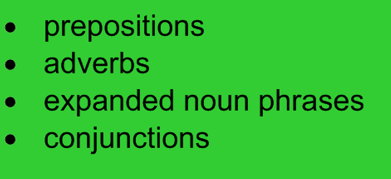 • prepositions
• adverbs
• expanded noun phrases
• conjunctions